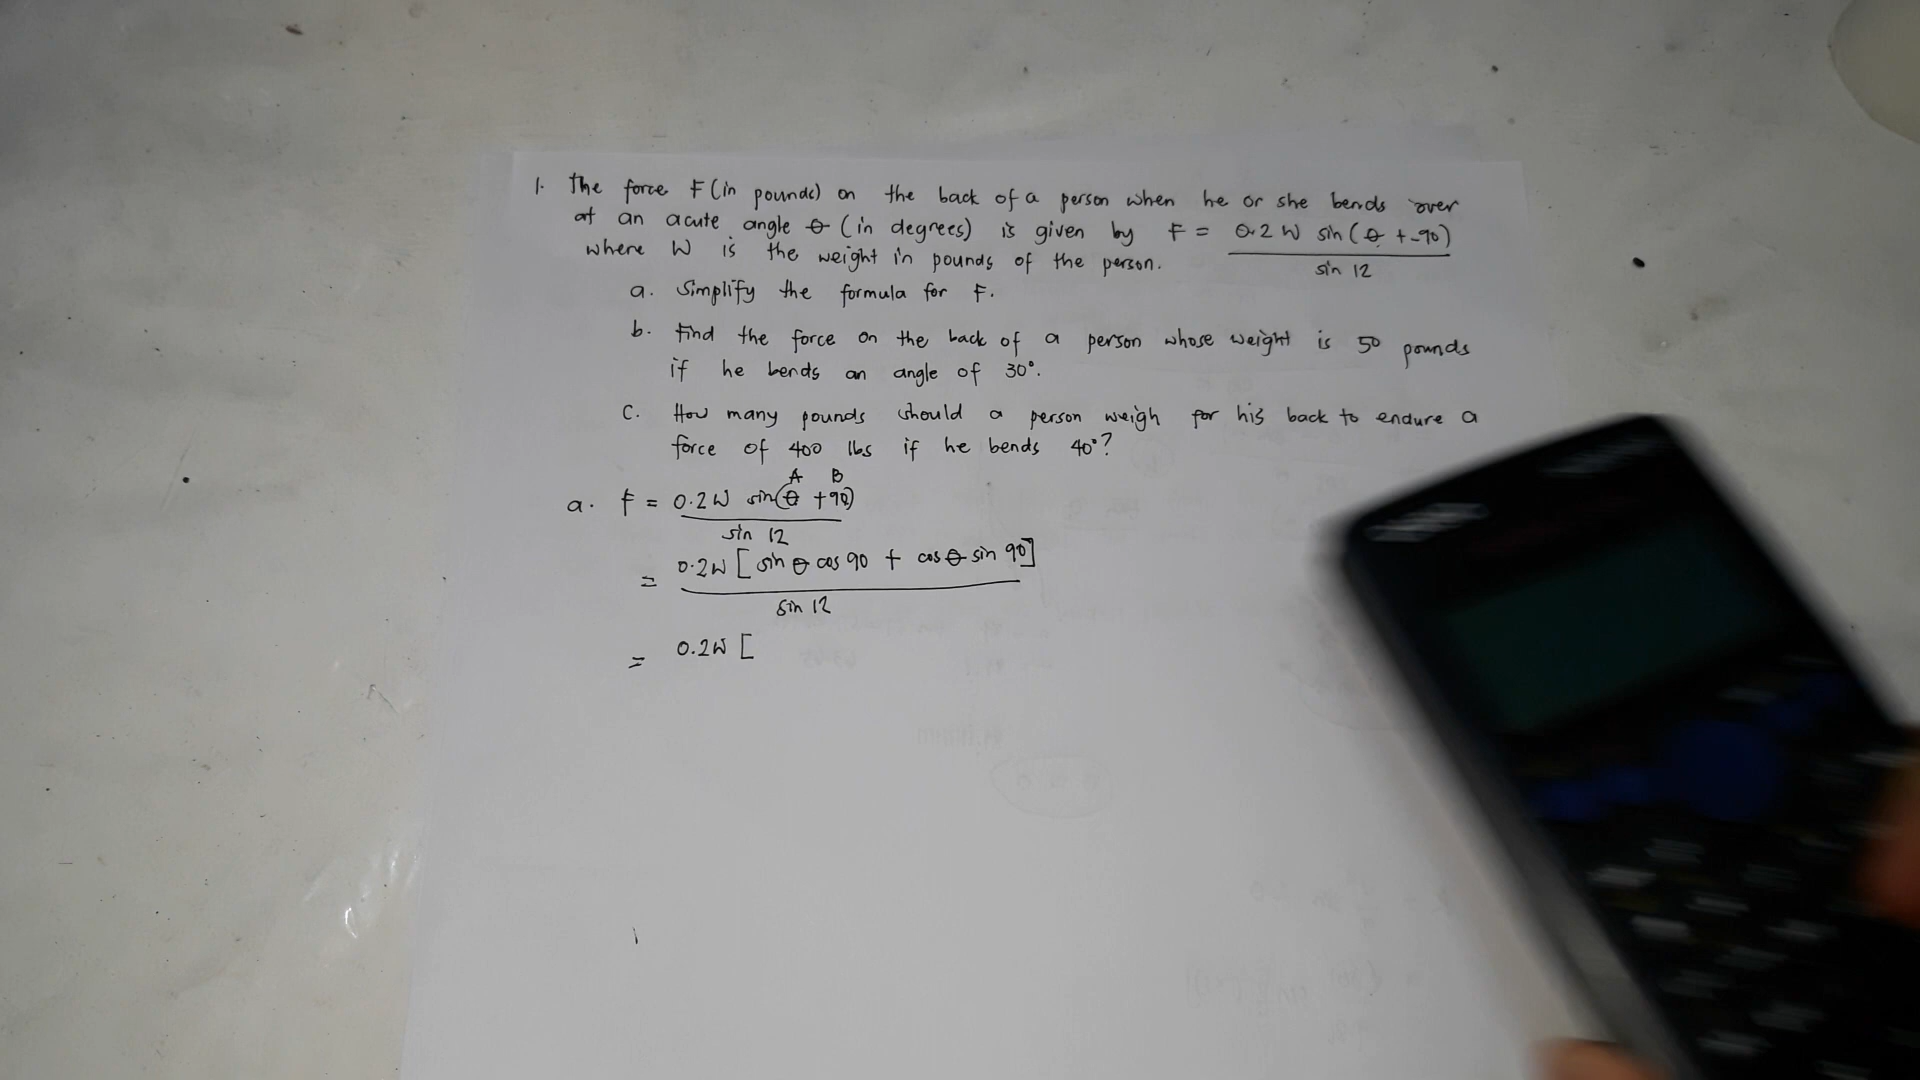 1. The force F (in pounds) on the back of a person when he or she bends over
at an acute angle θ (in degrees) is given by F = 0.2 W sin (θ + 90)
sin 12
where W is the weight in pounds of the person.
a. Simplify the formula for F.
b. Find the force on the back of a person whose weight is 50 pounds
if he bends an angle of 30°.
c. How many pounds should a person weigh for his back to endure a
force of 400 lbs if he bends 40°?
A B
a. F = 0.2W sin(θ + 90)
sin 12
= 0.2W [sin θ cos 90 + cos θ sin 90]
sin 12
= 0.2W [